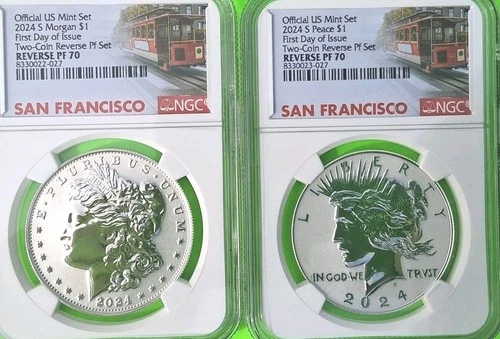 Official US Mint Set
2024 S Morgan $1
First Day of Issue
Two-Coin Reverse Pf Set
REVERSE PF 70
8330022-027
SAN FRANCISCO
NGC
E·PLURIBUS·UNUM
2024
Official US Mint Set
2024 S Peace $1
First Day of Issue
Two-Coin Reverse Pf Set
REVERSE PF 70
8330023-027
SAN FRANCISCO
NGC
LIBERTY
IN GOD WE TRVST
2024